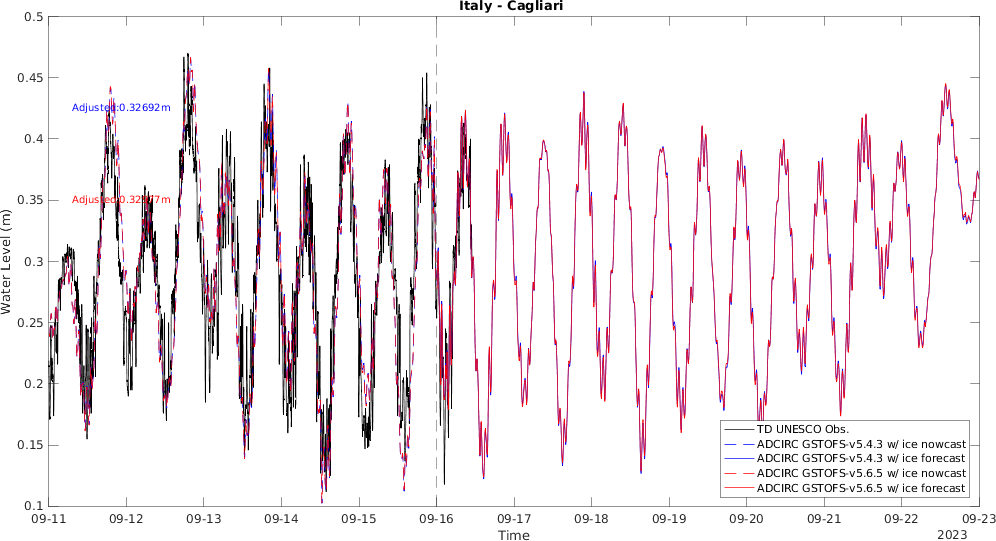 Italy - Cagliari
Water Level (m)
0.5
0.45
0.4
0.35
0.3
0.25
0.2
0.15
0.1
Adjusted:0.32692m
TD UNESCO Obs.
ADCIRC GSTOFS-v5.4.3 w/ ice nowcast
ADCIRC GSTOFS-v5.4.3 w/ ice forecast
ADCIRC GSTOFS-v5.6.5 w/ ice nowcast
ADCIRC GSTOFS-v5.6.5 w/ ice forecast
09-11 09-12 09-13 09-14 09-15 09-16 09-17 09-18 09-19 09-20 09-21 09-22 09-23
Time
2023